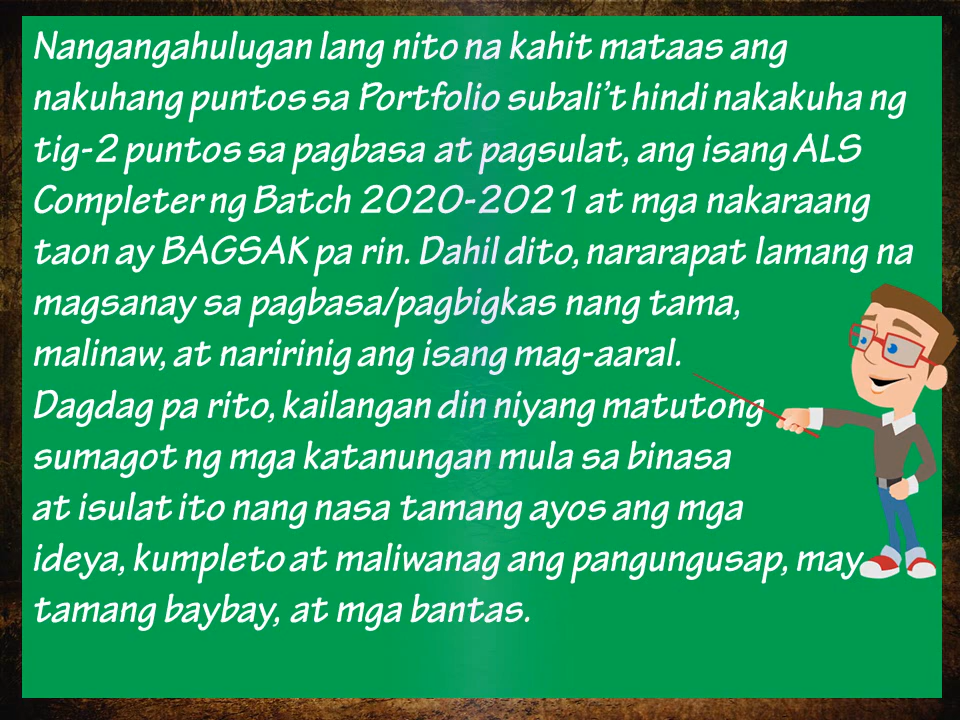 Nangangahulugan lang nito na kahit mataas ang
nakuhang puntos sa Portfolio subali't hindi nakakuha ng
tig-2 puntos sa pagbasa at pagsulat, ang isang ALS
Completer ng Batch 2020-2021 at mga nakaraang
taon ay BAGSAK pa rin. Dahil dito, nararapat lamang na
magsanay sa pagbasa/pagbigkas nang tama,
malinaw, at naririnig ang isang mag-aaral.
Dagdag pa rito, kailangan din niyang matutong
sumagot ng mga katanungan mula sa binasa
at isulat ito nang nasa tamang ayos ang mga
ideya, kumpleto at maliwanag ang pangungusap, may
tamang baybay, at mga bantas.